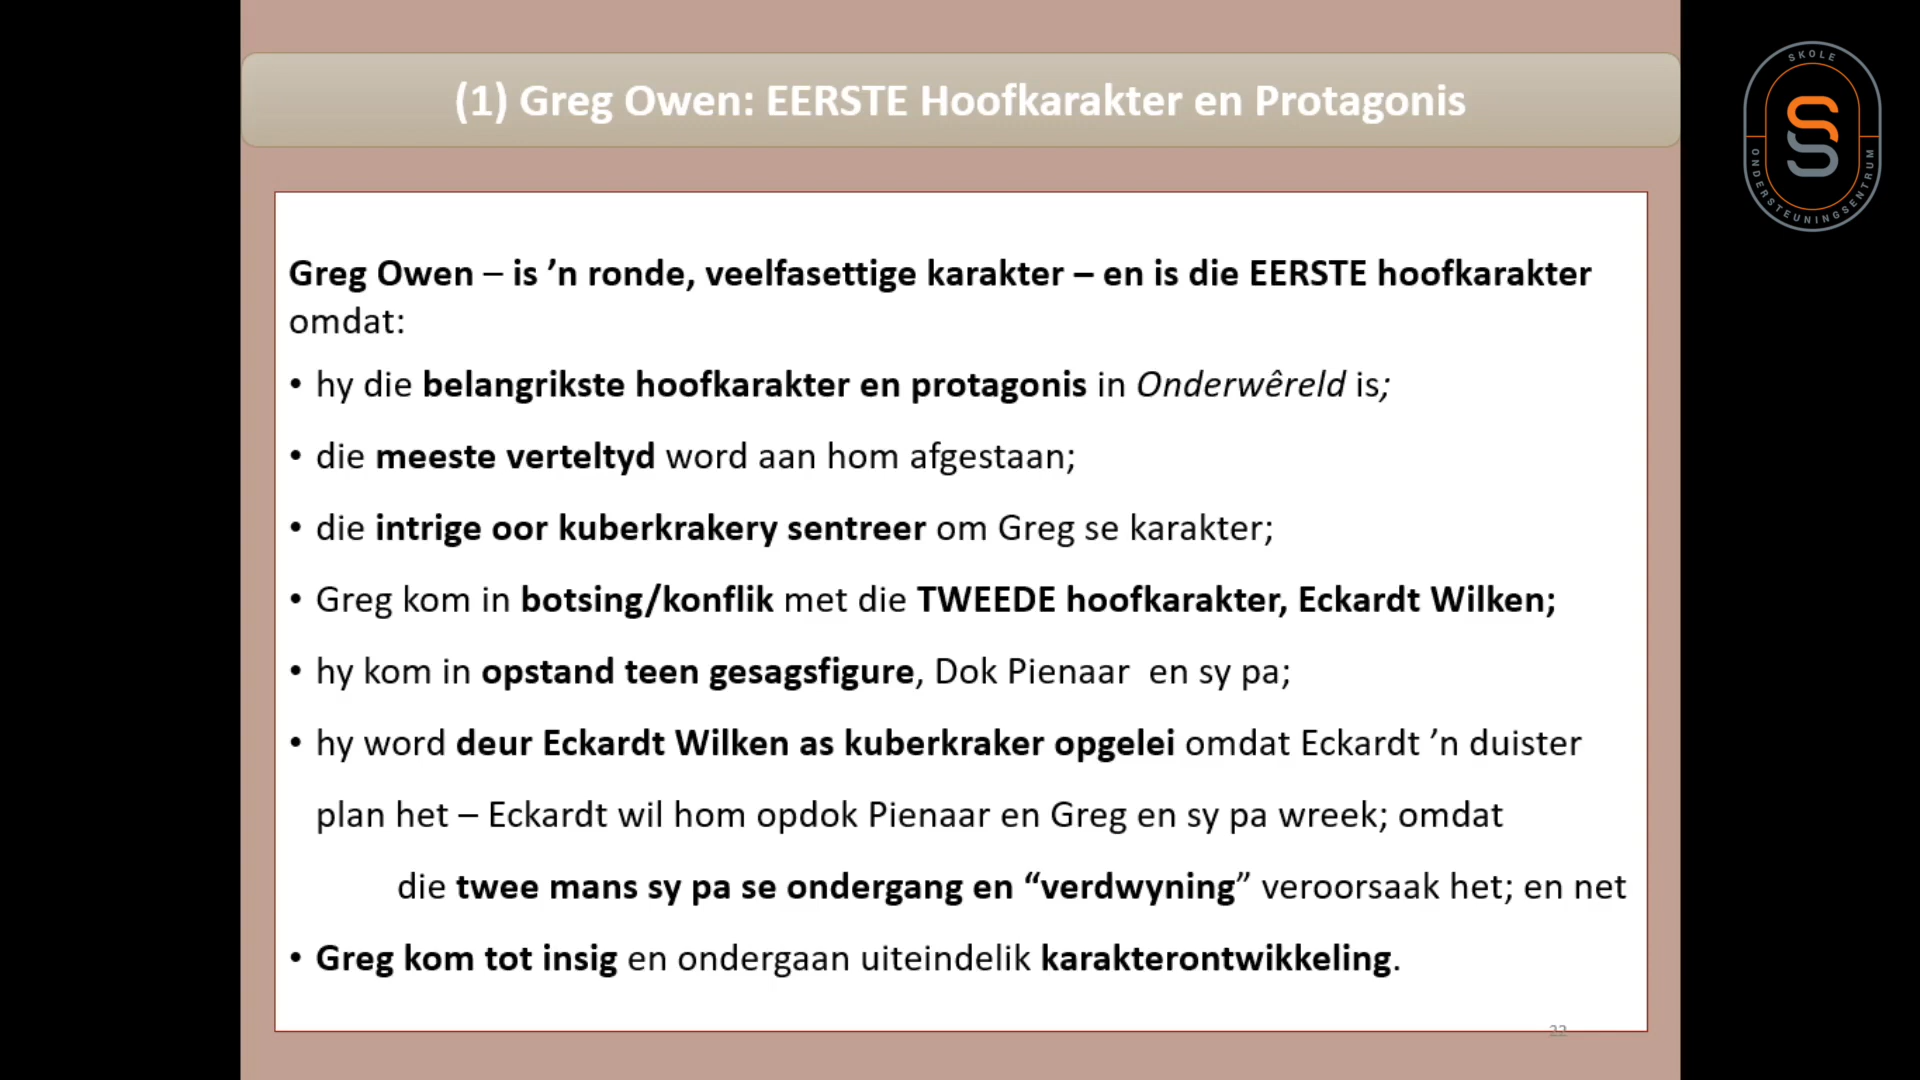 (1) Greg Owen: EERSTE Hoofkarakter en Protagonis
SKOLE
ONDERSTEUNINGSENTRUM
Greg Owen – is ’n ronde, veelfasettige karakter – en is die EERSTE hoofkarakter
omdat:
• hy die belangrikste hoofkarakter en protagonis in Onderwêreld is;
• die meeste verteltyd word aan hom afgestaan;
• die intrige oor kuberkrakery sentreer om Greg se karakter;
• Greg kom in botsing/konflik met die TWEEDE hoofkarakter, Eckardt Wilken;
• hy kom in opstand teen gesagsfigure, Dok Pienaar en sy pa;
• hy word deur Eckardt Wilken as kuberkraker opgelei omdat Eckardt ’n duister
plan het – Eckardt wil hom opdok Pienaar en Greg en sy pa wreek; omdat
die twee mans sy pa se ondergang en “verdwyning” veroorsaak het; en net
• Greg kom tot insig en ondergaan uiteindelik karakterontwikkeling.
22